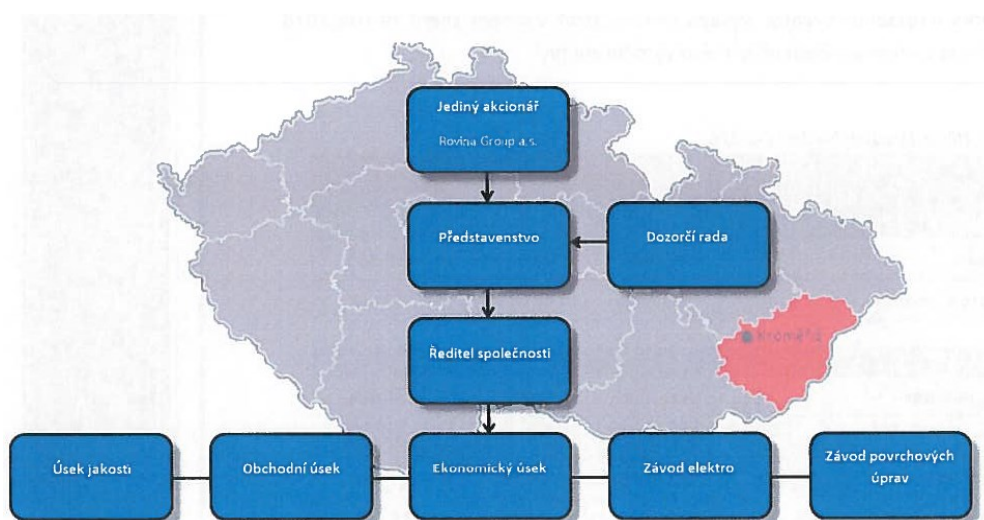 Jediný akcionář
Rovina Group a.s.
Představenstvo
Dozorčí rada
Kroměříž
Ředitel společnosti
Úsek jakosti
Obchodní úsek
Ekonomický úsek
Závod elektro
Závod povrchových
úprav